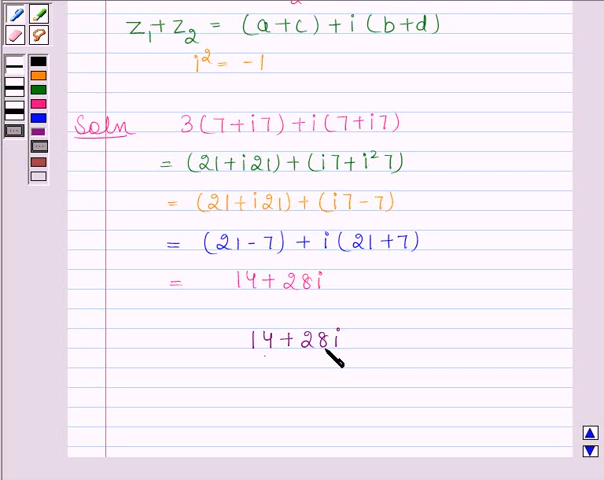 z₁+z₂ = (a+c)+i(b+d)
i² = -1
Soln 3(7+i7)+i(7+i7)
= (21+i21)+(i7+i²7)
= (21+i21)+(i7-7)
= (21-7)+i(21+7)
= 14+28i
14+28i